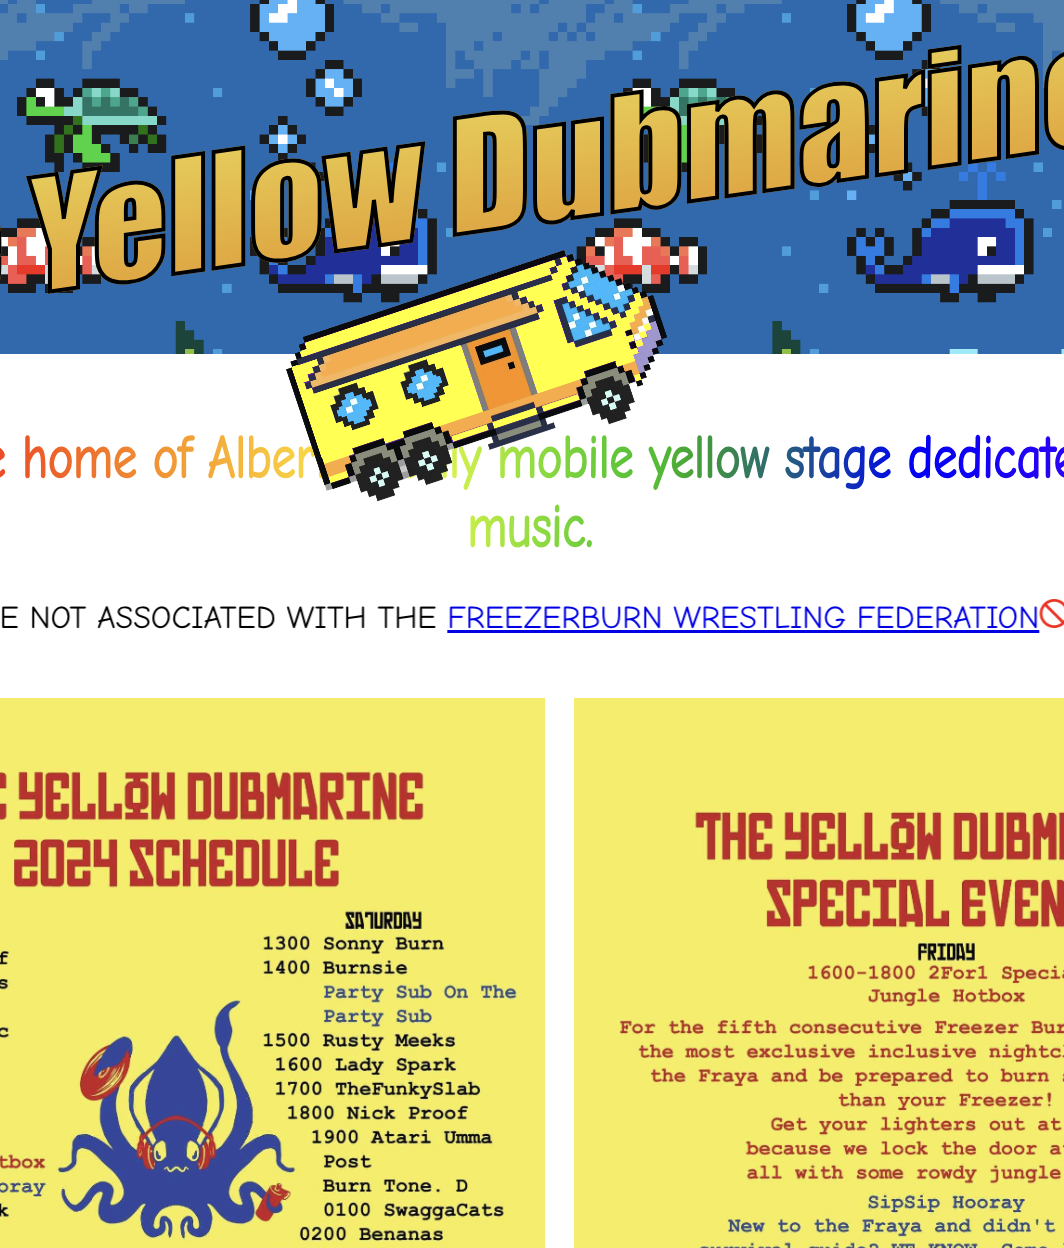 Yellow Dubmarine
home of Alber mobile yellow stage dedicate
music.
E NOT ASSOCIATED WITH THE FREEZERBURN WRESTLING FEDERATION
YELLOW DUBMARINE
2024 SCHEDULE
SATURDAY
1300 Sonny Burn
1400 Burnsie
Party Sub On The
Party Sub
1500 Rusty Meeks
1600 Lady Spark
1700 TheFunkySlab
1800 Nick Proof
1900 Atari Umma
Post
Burn Tone. D
0100 SwaggaCats
0200 Benanas
f
s
c
tbox
oray
k
THE YELLOW DUBM
SPECIAL EVEN
FRIDAY
1600-1800 2For1 Specia
Jungle Hotbox
For the fifth consecutive Freezer Bur
the most exclusive inclusive nightcl
the Fraya and be prepared to burn
than your Freezer!
Get your lighters out at
because we lock the door a
all with some rowdy jungle
SipSip Hooray
New to the Fraya and didn't